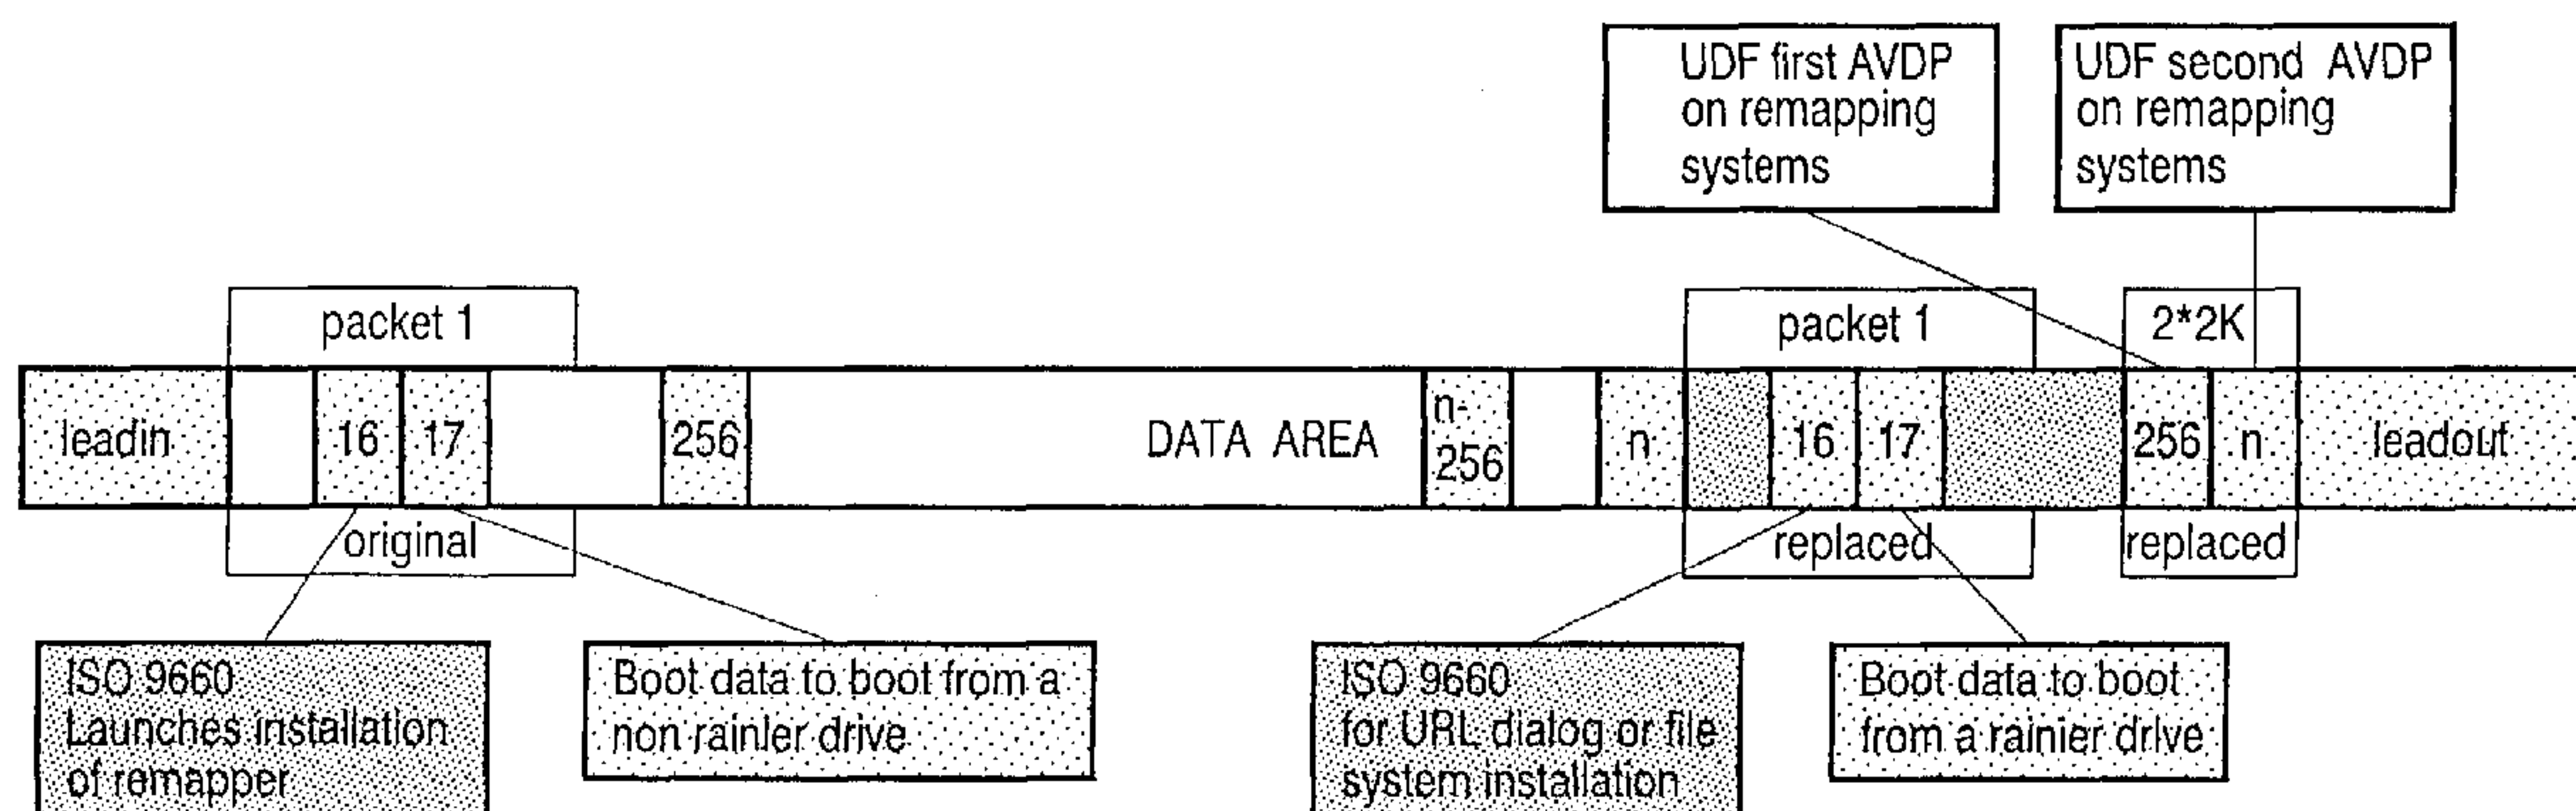 UDF first AVDP
on remapping
systems
UDF second AVDP
on remapping
systems
packet 1
packet 1
2*2K
leadin
16
17
256
DATA AREA
n-
256
n
16
17
256
n
leadout
original
replaced
replaced
ISO 9660
Launches installation
of remapper
Boot data to boot from a
non rainier drive
ISO 9660
for URL dialog or file
system installation
Boot data to boot
from a rainier drive